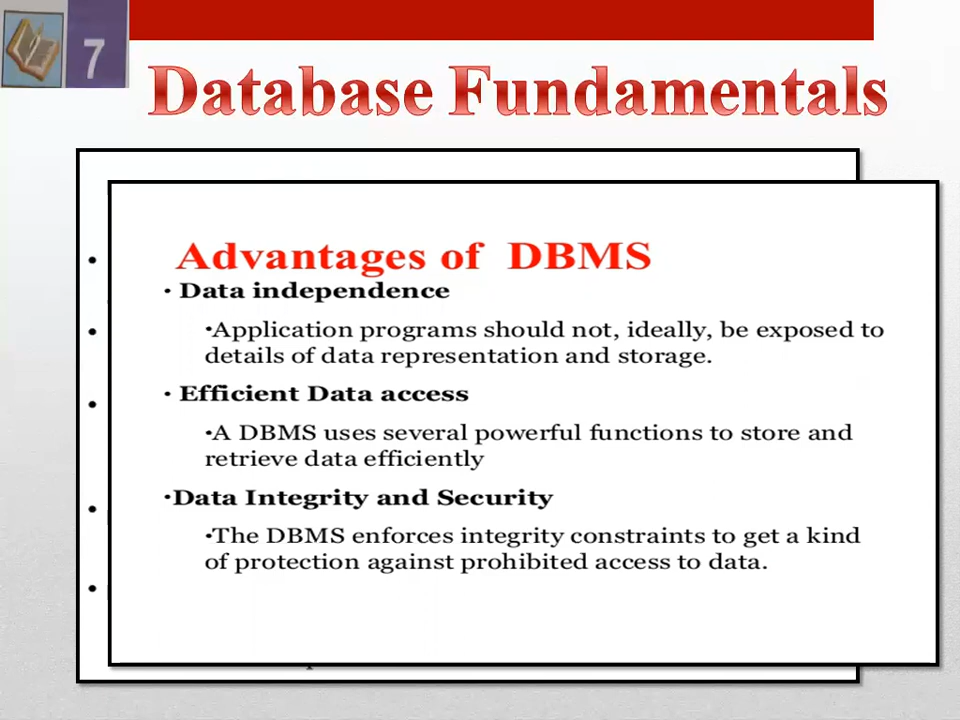 7
Database Fundamentals
•
•
•
•
•
Advantages of DBMS
• Data independence
•Application programs should not, ideally, be exposed to
details of data representation and storage.
• Efficient Data access
•A DBMS uses several powerful functions to store and
retrieve data efficiently
•Data Integrity and Security
•The DBMS enforces integrity constraints to get a kind
of protection against prohibited access to data.